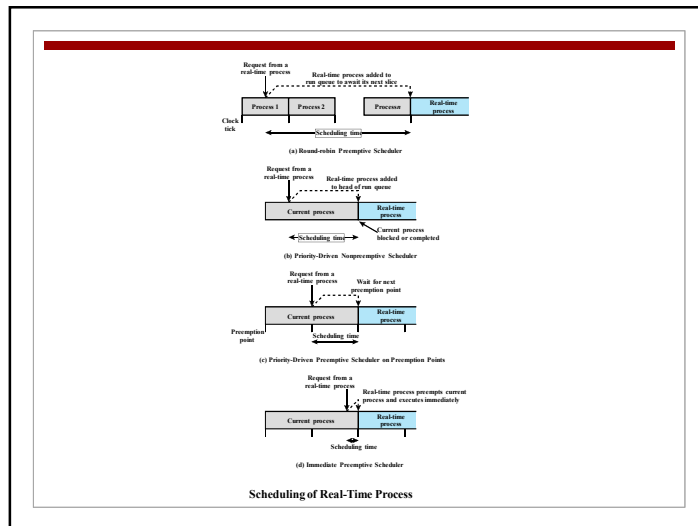 Request from a
real-time process
Real-time process added to
run queue to await its next slice
Process 1
Process 2
Process n
Real-time
process
Clock
tick
Scheduling time
(a) Round-robin Preemptive Scheduler
Request from a
real-time process
Real-time process added
to head of run queue
Current process
Real-time
process
Current process
blocked or completed
Scheduling time
(b) Priority-Driven Nonpreemptive Scheduler
Request from a
real-time process
Wait for next
preemption point
Current process
Real-time
process
Preemption
point
Scheduling time
(c) Priority-Driven Preemptive Scheduler on Preemption Points
Request from a
real-time process
Real-time process preempts current
process and executes immediately
Current process
Real-time
process
Scheduling time
(d) Immediate Preemptive Scheduler
Scheduling of Real-Time Process